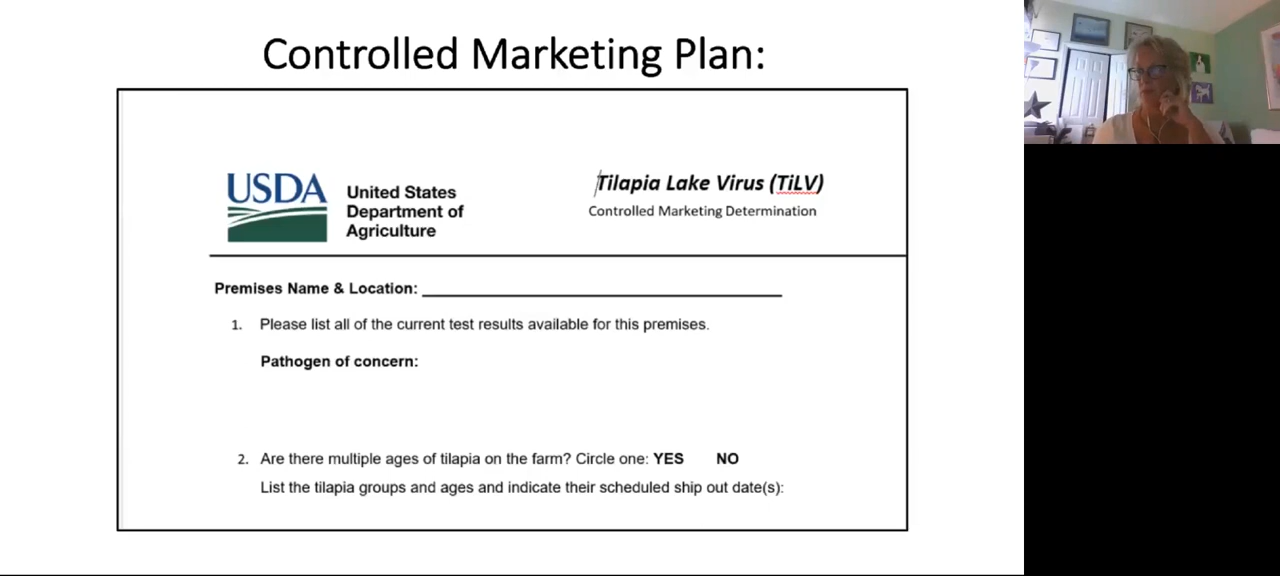 Controlled Marketing Plan:
USDA
United States
Department of
Agriculture
Tilapia Lake Virus (TiLV)
Controlled Marketing Determination
Premises Name & Location:
1. Please list all of the current test results available for this premises.
Pathogen of concern:
2. Are there multiple ages of tilapia on the farm? Circle one: YES NO
List the tilapia groups and ages and indicate their scheduled ship out date(s):